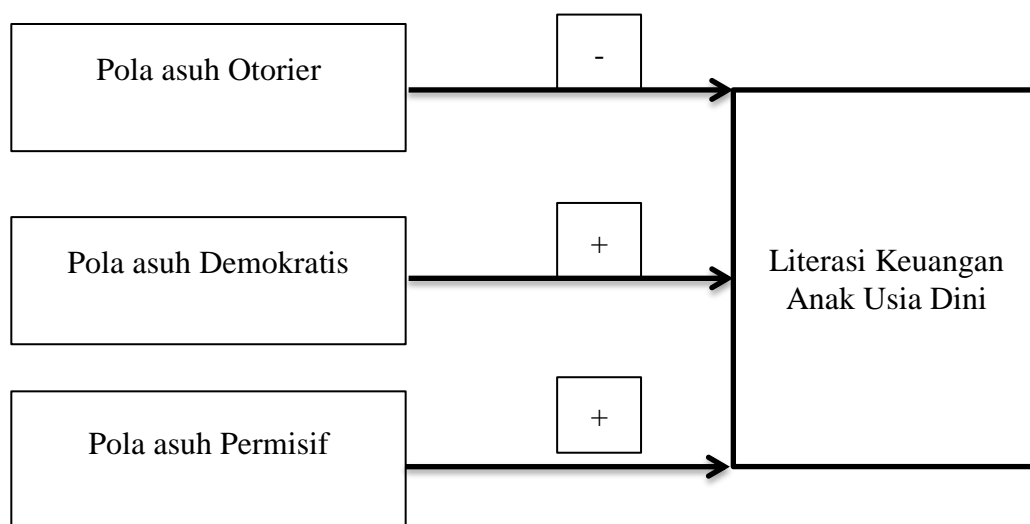 Pola asuh Otorier
-
Pola asuh Demokratis
+
Literasi Keuangan
Anak Usia Dini
Pola asuh Permisif
+